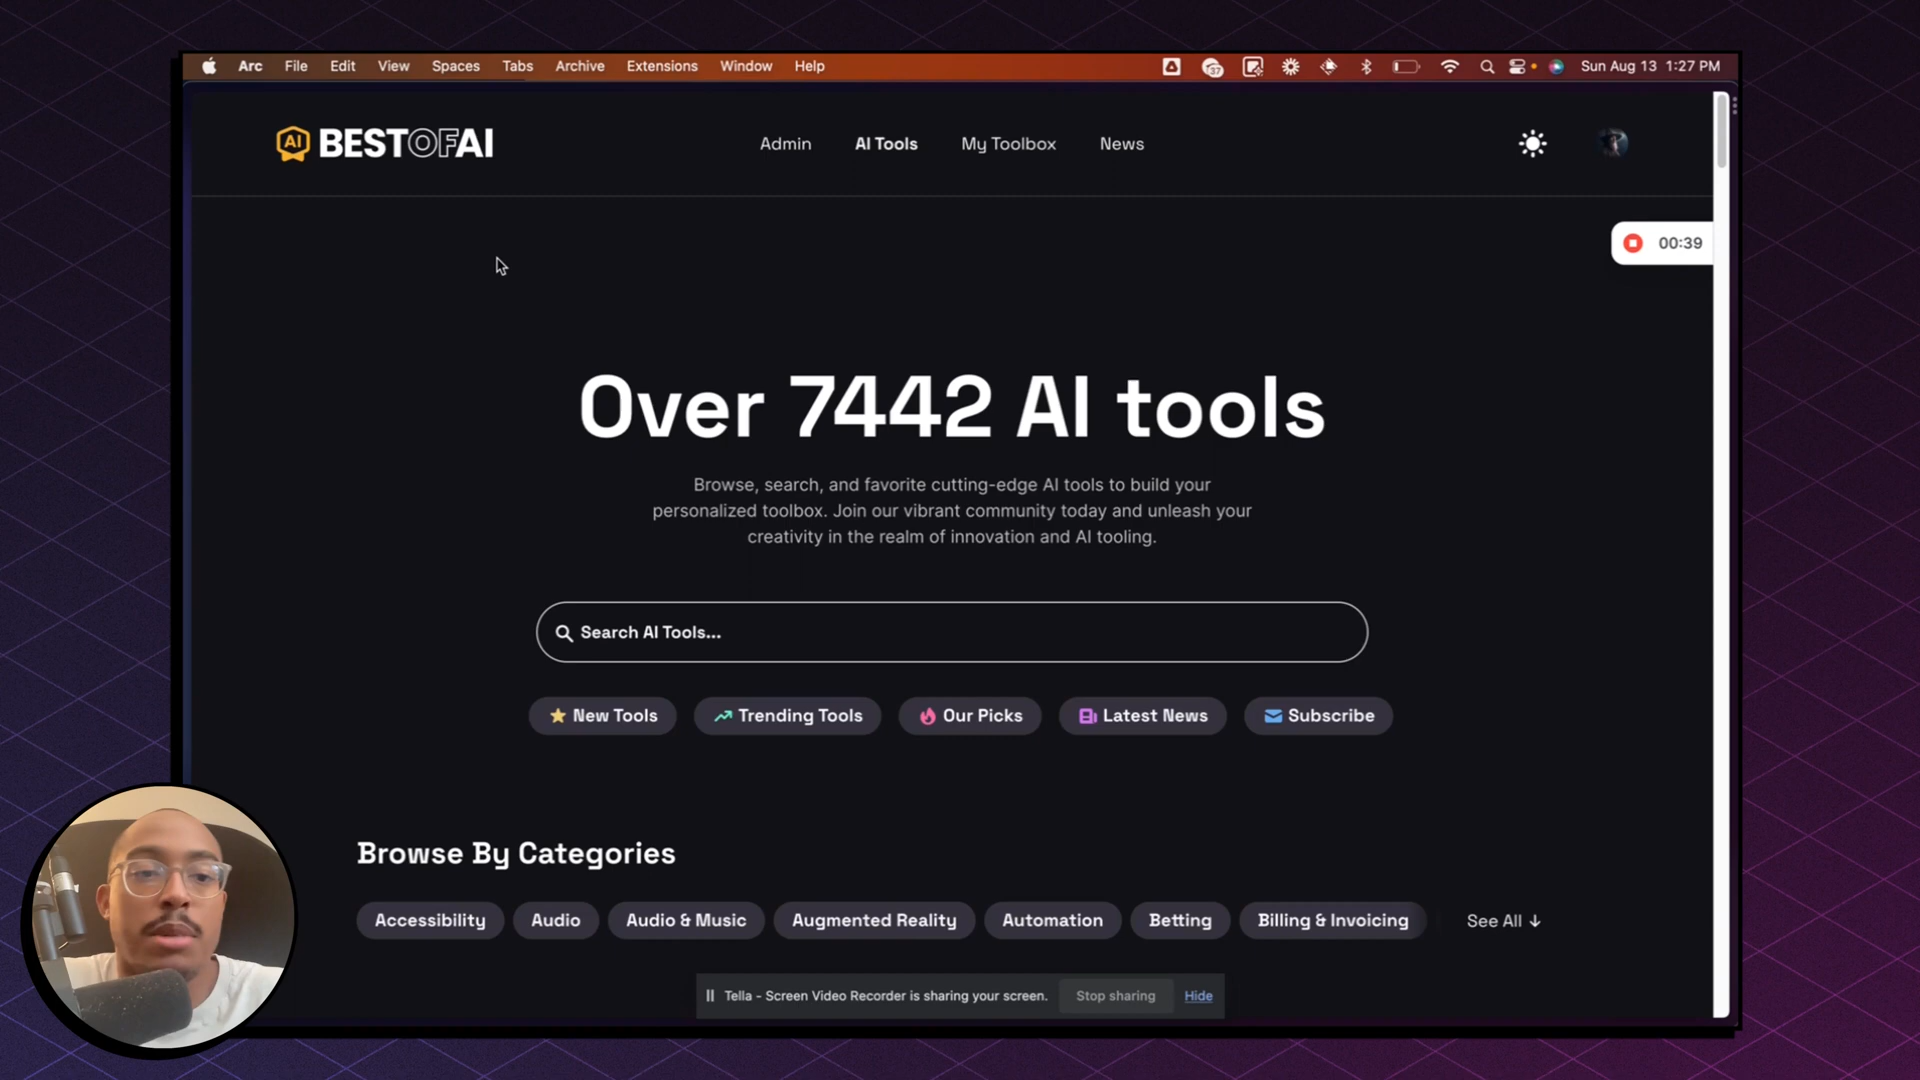 Arc File Edit View Spaces Tabs Archive Extensions Window Help 37 Sun Aug 13 1:27 PM
AI BESTOFAI Admin AI Tools My Toolbox News
00:39
Over 7442 AI tools
Browse, search, and favorite cutting-edge AI tools to build your
personalized toolbox. Join our vibrant community today and unleash your
creativity in the realm of innovation and AI tooling.
Search AI Tools...
New Tools Trending Tools Our Picks Latest News Subscribe
Browse By Categories
Accessibility Audio Audio & Music Augmented Reality Automation Betting Billing & Invoicing See All ↓
Tella - Screen Video Recorder is sharing your screen. Stop sharing Hide